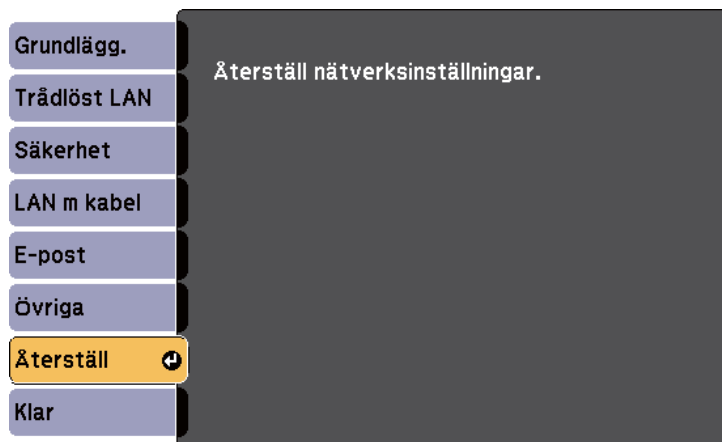 Grundlägg.
Trådlöst LAN
Säkerhet
LAN m kabel
E-post
Övriga
Återställ
Klar
Återställ nätverksinställningar.